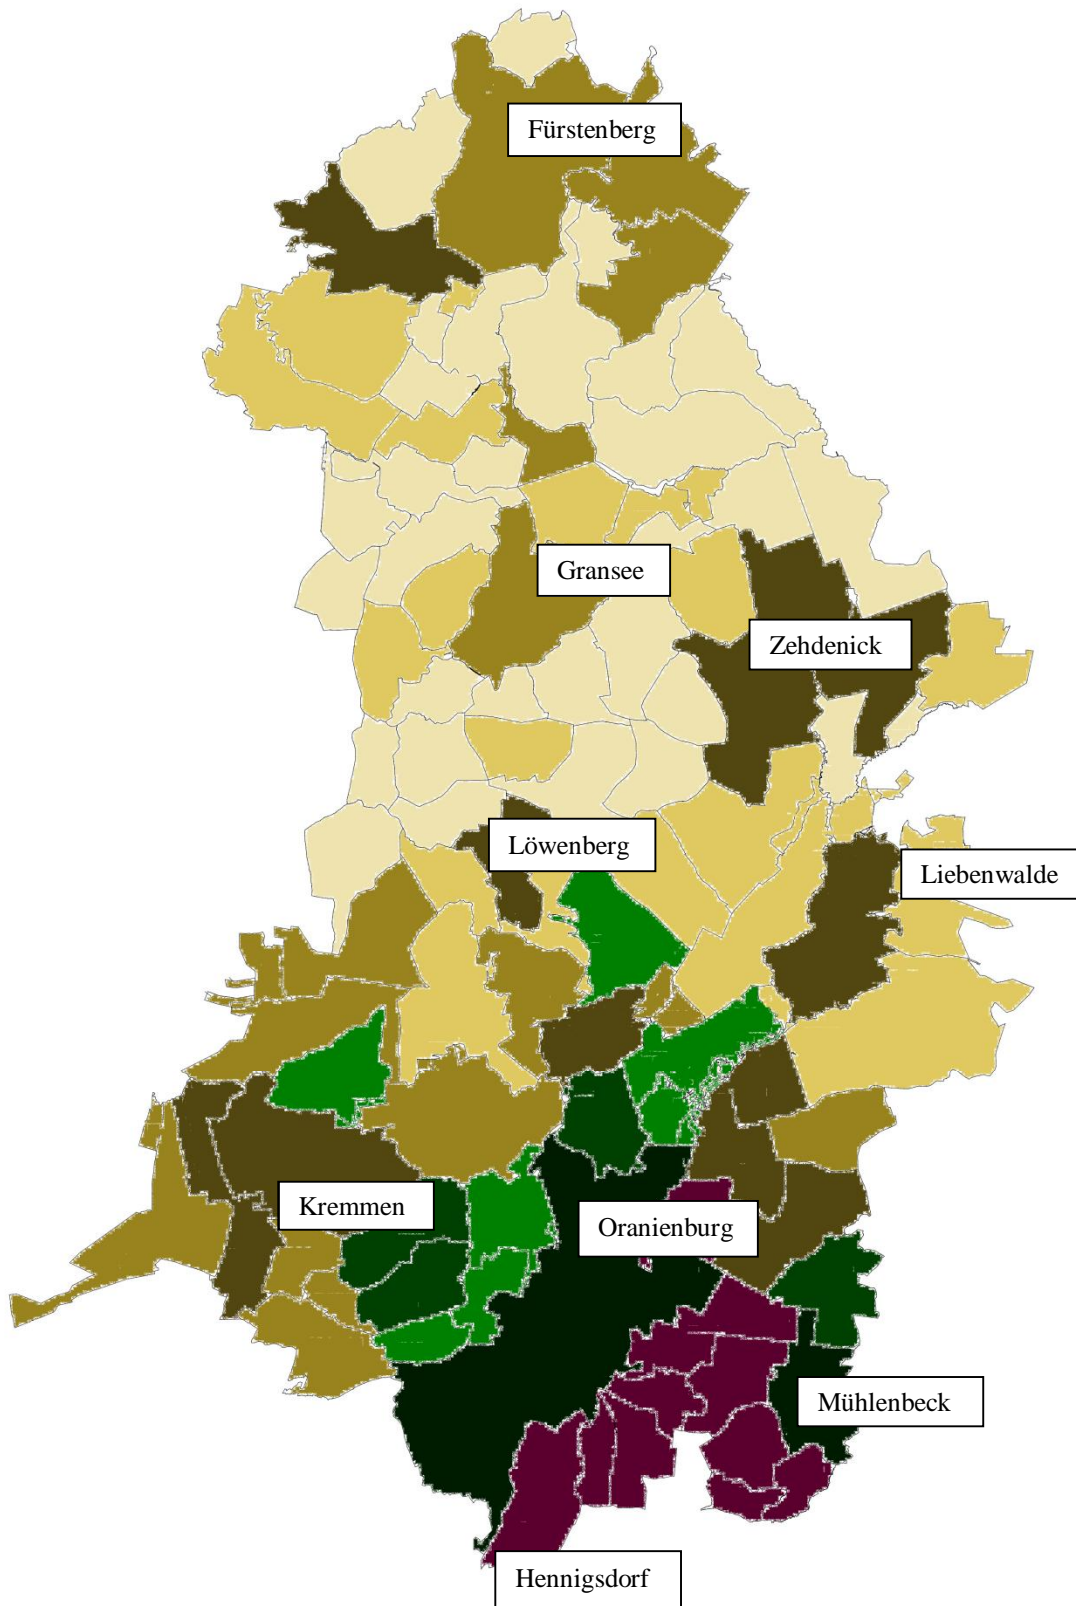 Fürstenberg
Gransee
Zehdenick
Löwenberg
Liebenwalde
Kremmen
Oranienburg
Mühlenbeck
Hennigsdorf